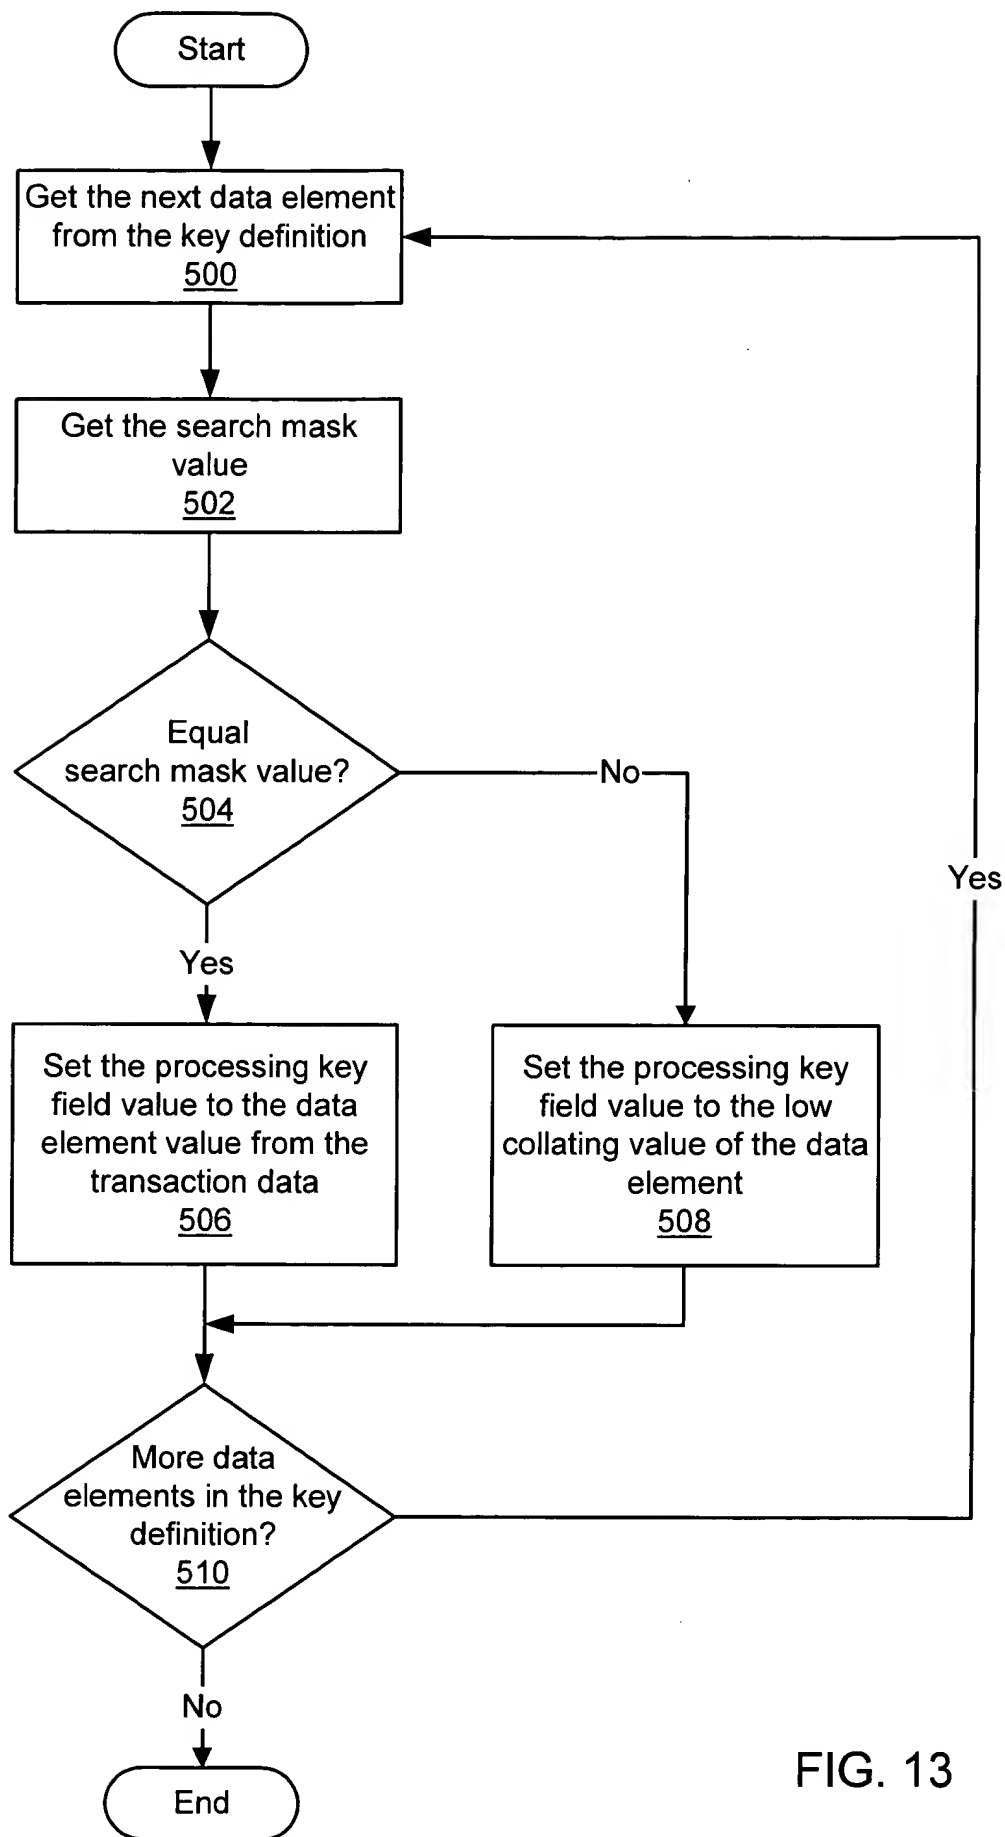 Start
Get the next data element
from the key definition
500
Get the search mask
value
502
Equal
search mask value?
504
No
Yes
Yes
Set the processing key
field value to the data
element value from the
transaction data
506
Set the processing key
field value to the low
collating value of the data
element
508
More data
elements in the key
definition?
510
No
End
FIG. 13